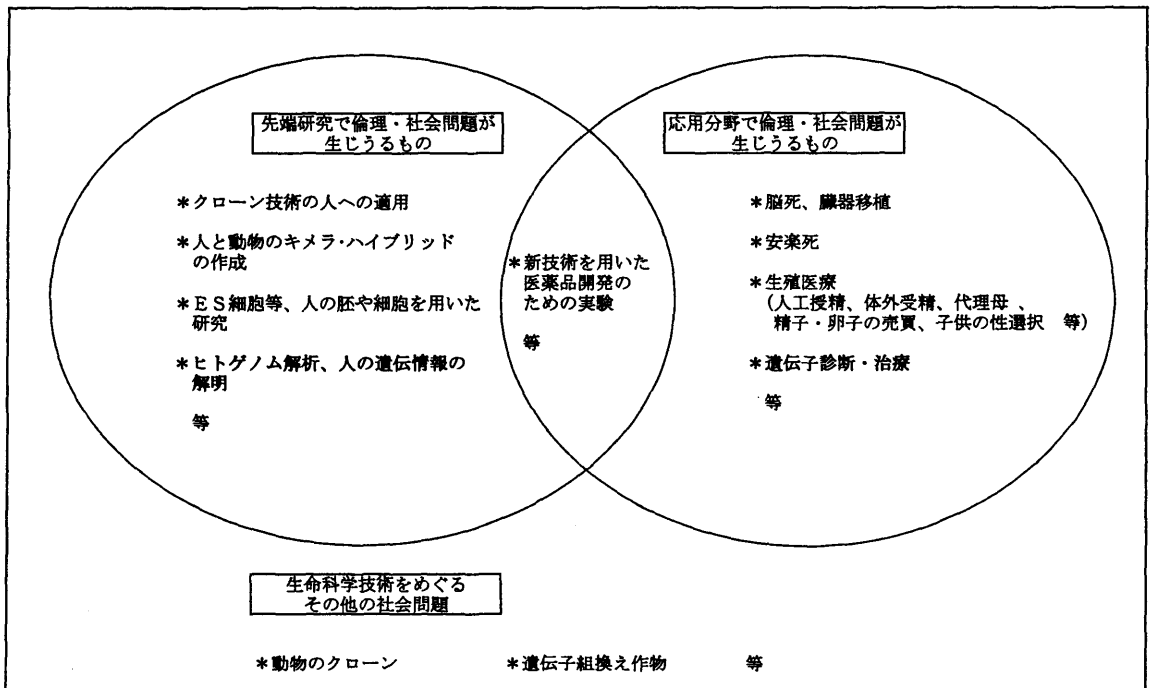 先端研究で倫理・社会問題が
生じうるもの
＊クローン技術の人への適用
＊人と動物のキメラ・ハイブリッド
の作成
＊ＥＳ細胞等、人の胚や細胞を用いた
研究
＊ヒトゲノム解析、人の遺伝情報の
解明
等
＊新技術を用いた
医薬品開発の
ための実験
等
応用分野で倫理・社会問題が
生じうるもの
＊脳死、臓器移植
＊安楽死
＊生殖医療
（人工授精、体外受精、代理母 、
精子・卵子の売買、子供の性選択　等）
＊遺伝子診断・治療
等
生命科学技術をめぐる
その他の社会問題
＊動物のクローン　　＊遺伝子組換え作物　　等